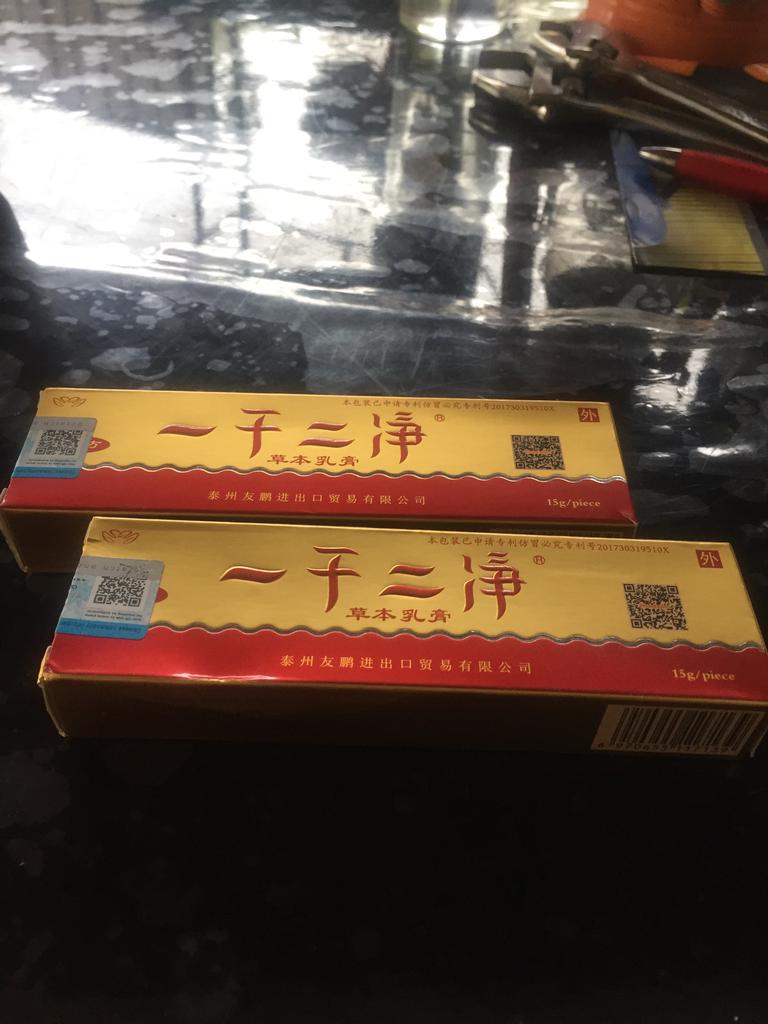 本包装已申请专利仿冒必究专利号201730319510X
外
一干二净®
草本乳膏
泰州友鹏进出口贸易有限公司
15g/piece
本包装已申请专利仿冒必究专利号201730319510X
外
一干二净®
草本乳膏
泰州友鹏进出口贸易有限公司
15g/piece